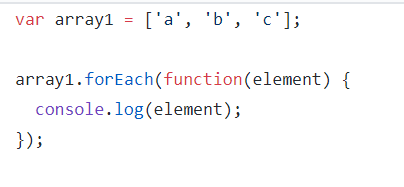 var array1 = ['a', 'b', 'c'];
array1.forEach(function(element) {
  console.log(element);
});